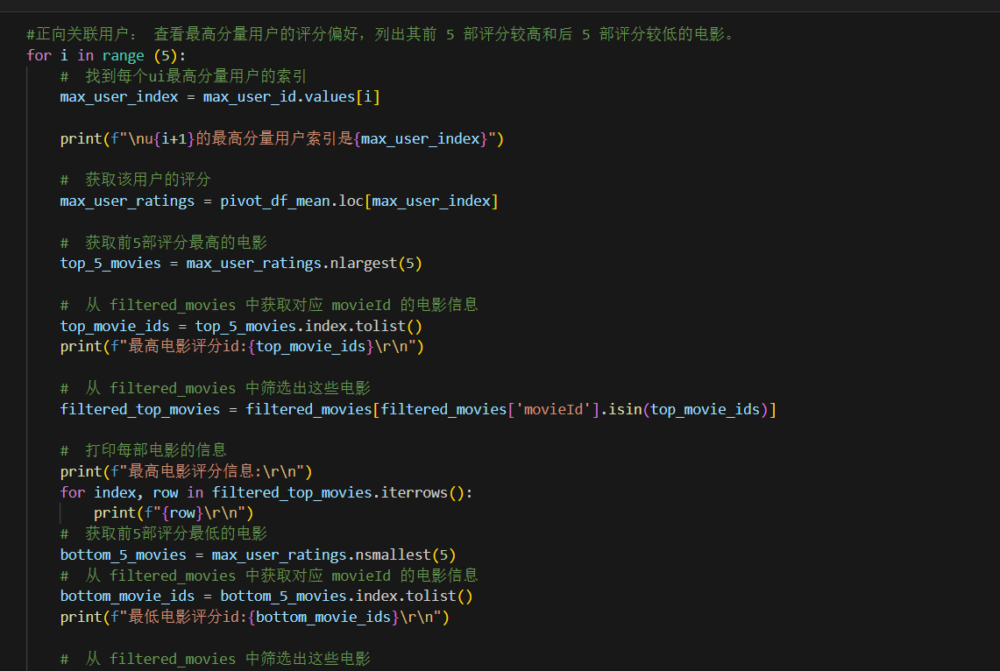 #正向关联用户： 查看最高分量用户的评分偏好，列出其前 5 部评分较高和后 5 部评分较低的电影。
for i in range (5):
    #  找到每个ui最高分量用户的索引
    max_user_index = max_user_id.values[i]
    print(f"\nu{i+1}的最高分量用户索引是{max_user_index}")
    #  获取该用户的评分
    max_user_ratings = pivot_df_mean.loc[max_user_index]
    #  获取前5部评分最高的电影
    top_5_movies = max_user_ratings.nlargest(5)
    #  从 filtered_movies 中获取对应 movieId 的电影信息
    top_movie_ids = top_5_movies.index.tolist()
    print(f"最高电影评分id:{top_movie_ids}\r\n")
    #  从 filtered_movies 中筛选出这些电影
    filtered_top_movies = filtered_movies[filtered_movies['movieId'].isin(top_movie_ids)]
    #  打印每部电影的信息
    print(f"最高电影评分信息:\r\n")
    for index, row in filtered_top_movies.iterrows():
        print(f"{row}\r\n")
    #  获取前5部评分最低的电影
    bottom_5_movies = max_user_ratings.nsmallest(5)
    #  从 filtered_movies 中获取对应 movieId 的电影信息
    bottom_movie_ids = bottom_5_movies.index.tolist()
    print(f"最低电影评分id:{bottom_movie_ids}\r\n")
    #  从 filtered_movies 中筛选出这些电影